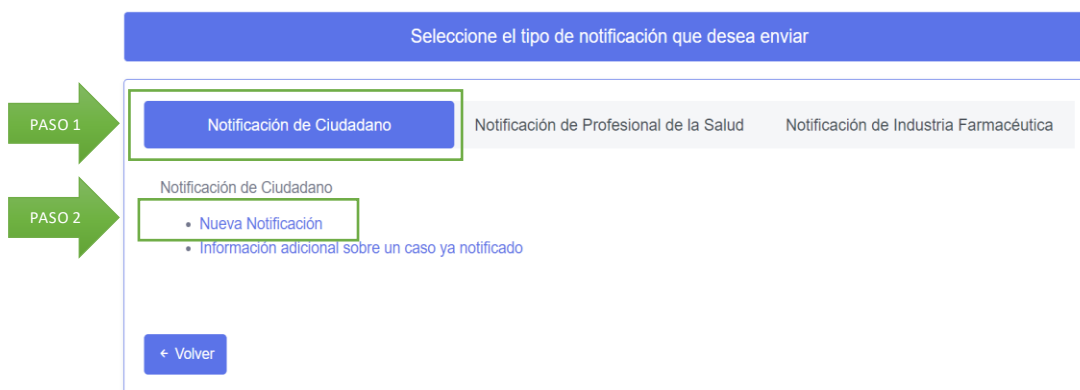 Seleccione el tipo de notificación que desea enviar
PASO 1
Notificación de Ciudadano
Notificación de Profesional de la Salud
Notificación de Industria Farmacéutica
Notificación de Ciudadano
PASO 2
• Nueva Notificación
• Información adicional sobre un caso ya notificado
← Volver